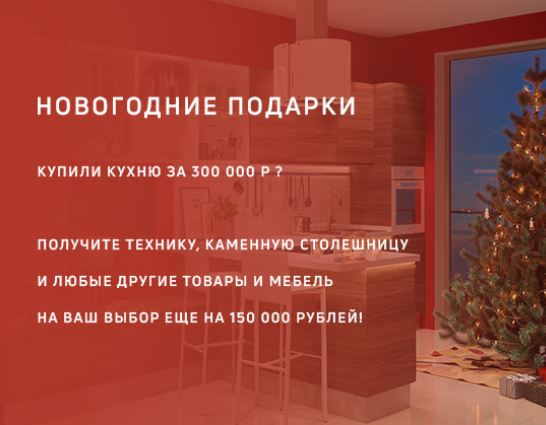 НОВОГОДНИЕ ПОДАРКИ
КУПИЛИ КУХНЮ ЗА 300 000 Р ?
ПОЛУЧИТЕ ТЕХНИКУ, КАМЕННУЮ СТОЛЕШНИЦУ
И ЛЮБЫЕ ДРУГИЕ ТОВАРЫ И МЕБЕЛЬ
НА ВАШ ВЫБОР ЕЩЕ НА 150 000 РУБЛЕЙ!